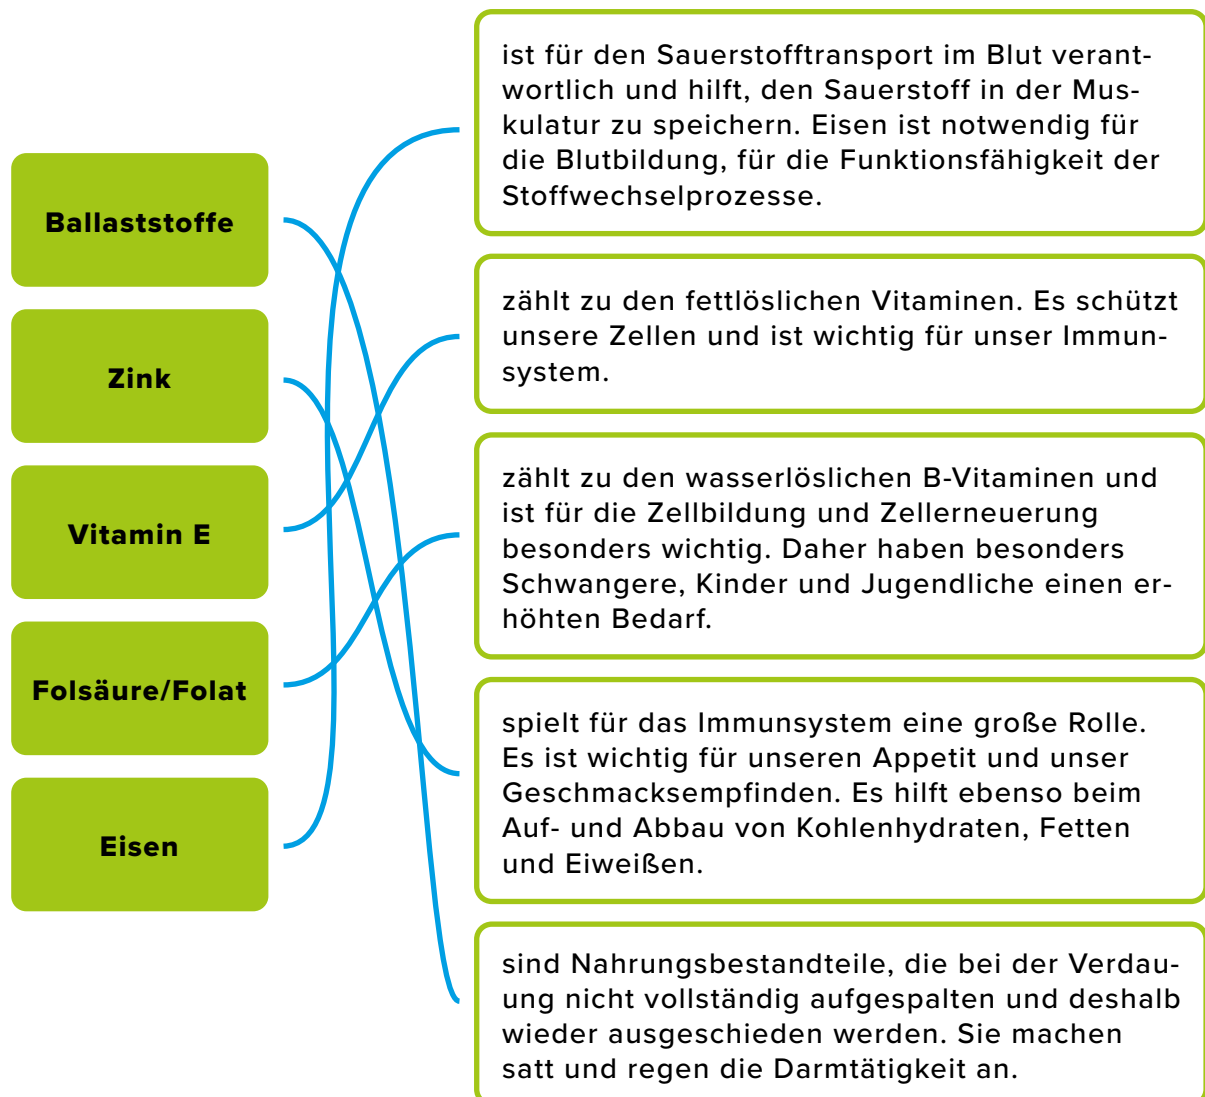 Ballaststoffe
Zink
Vitamin E
Folsäure/Folat
Eisen
ist für den Sauerstofftransport im Blut verant-
wortlich und hilft, den Sauerstoff in der Mus-
kulatur zu speichern. Eisen ist notwendig für
die Blutbildung, für die Funktionsfähigkeit der
Stoffwechselprozesse.
zählt zu den fettlöslichen Vitaminen. Es schützt
unsere Zellen und ist wichtig für unser Immun-
system.
zählt zu den wasserlöslichen B-Vitaminen und
ist für die Zellbildung und Zellerneuerung
besonders wichtig. Daher haben besonders
Schwangere, Kinder und Jugendliche einen er-
höhten Bedarf.
spielt für das Immunsystem eine große Rolle.
Es ist wichtig für unseren Appetit und unser
Geschmacksempfinden. Es hilft ebenso beim
Auf- und Abbau von Kohlenhydraten, Fetten
und Eiweißen.
sind Nahrungsbestandteile, die bei der Verdau-
ung nicht vollständig aufgespalten und deshalb
wieder ausgeschieden werden. Sie machen
satt und regen die Darmtätigkeit an.